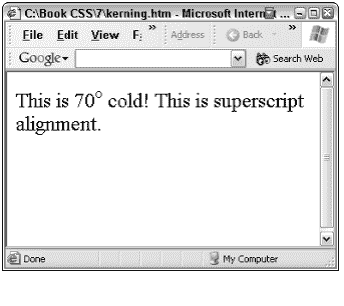 C:\Book CSS\7\kerning.htm - Microsoft Intern ...
File Edit View F; » Address Back »
Google Search Web
This is 70° cold! This is superscript
alignment.
Done My Computer